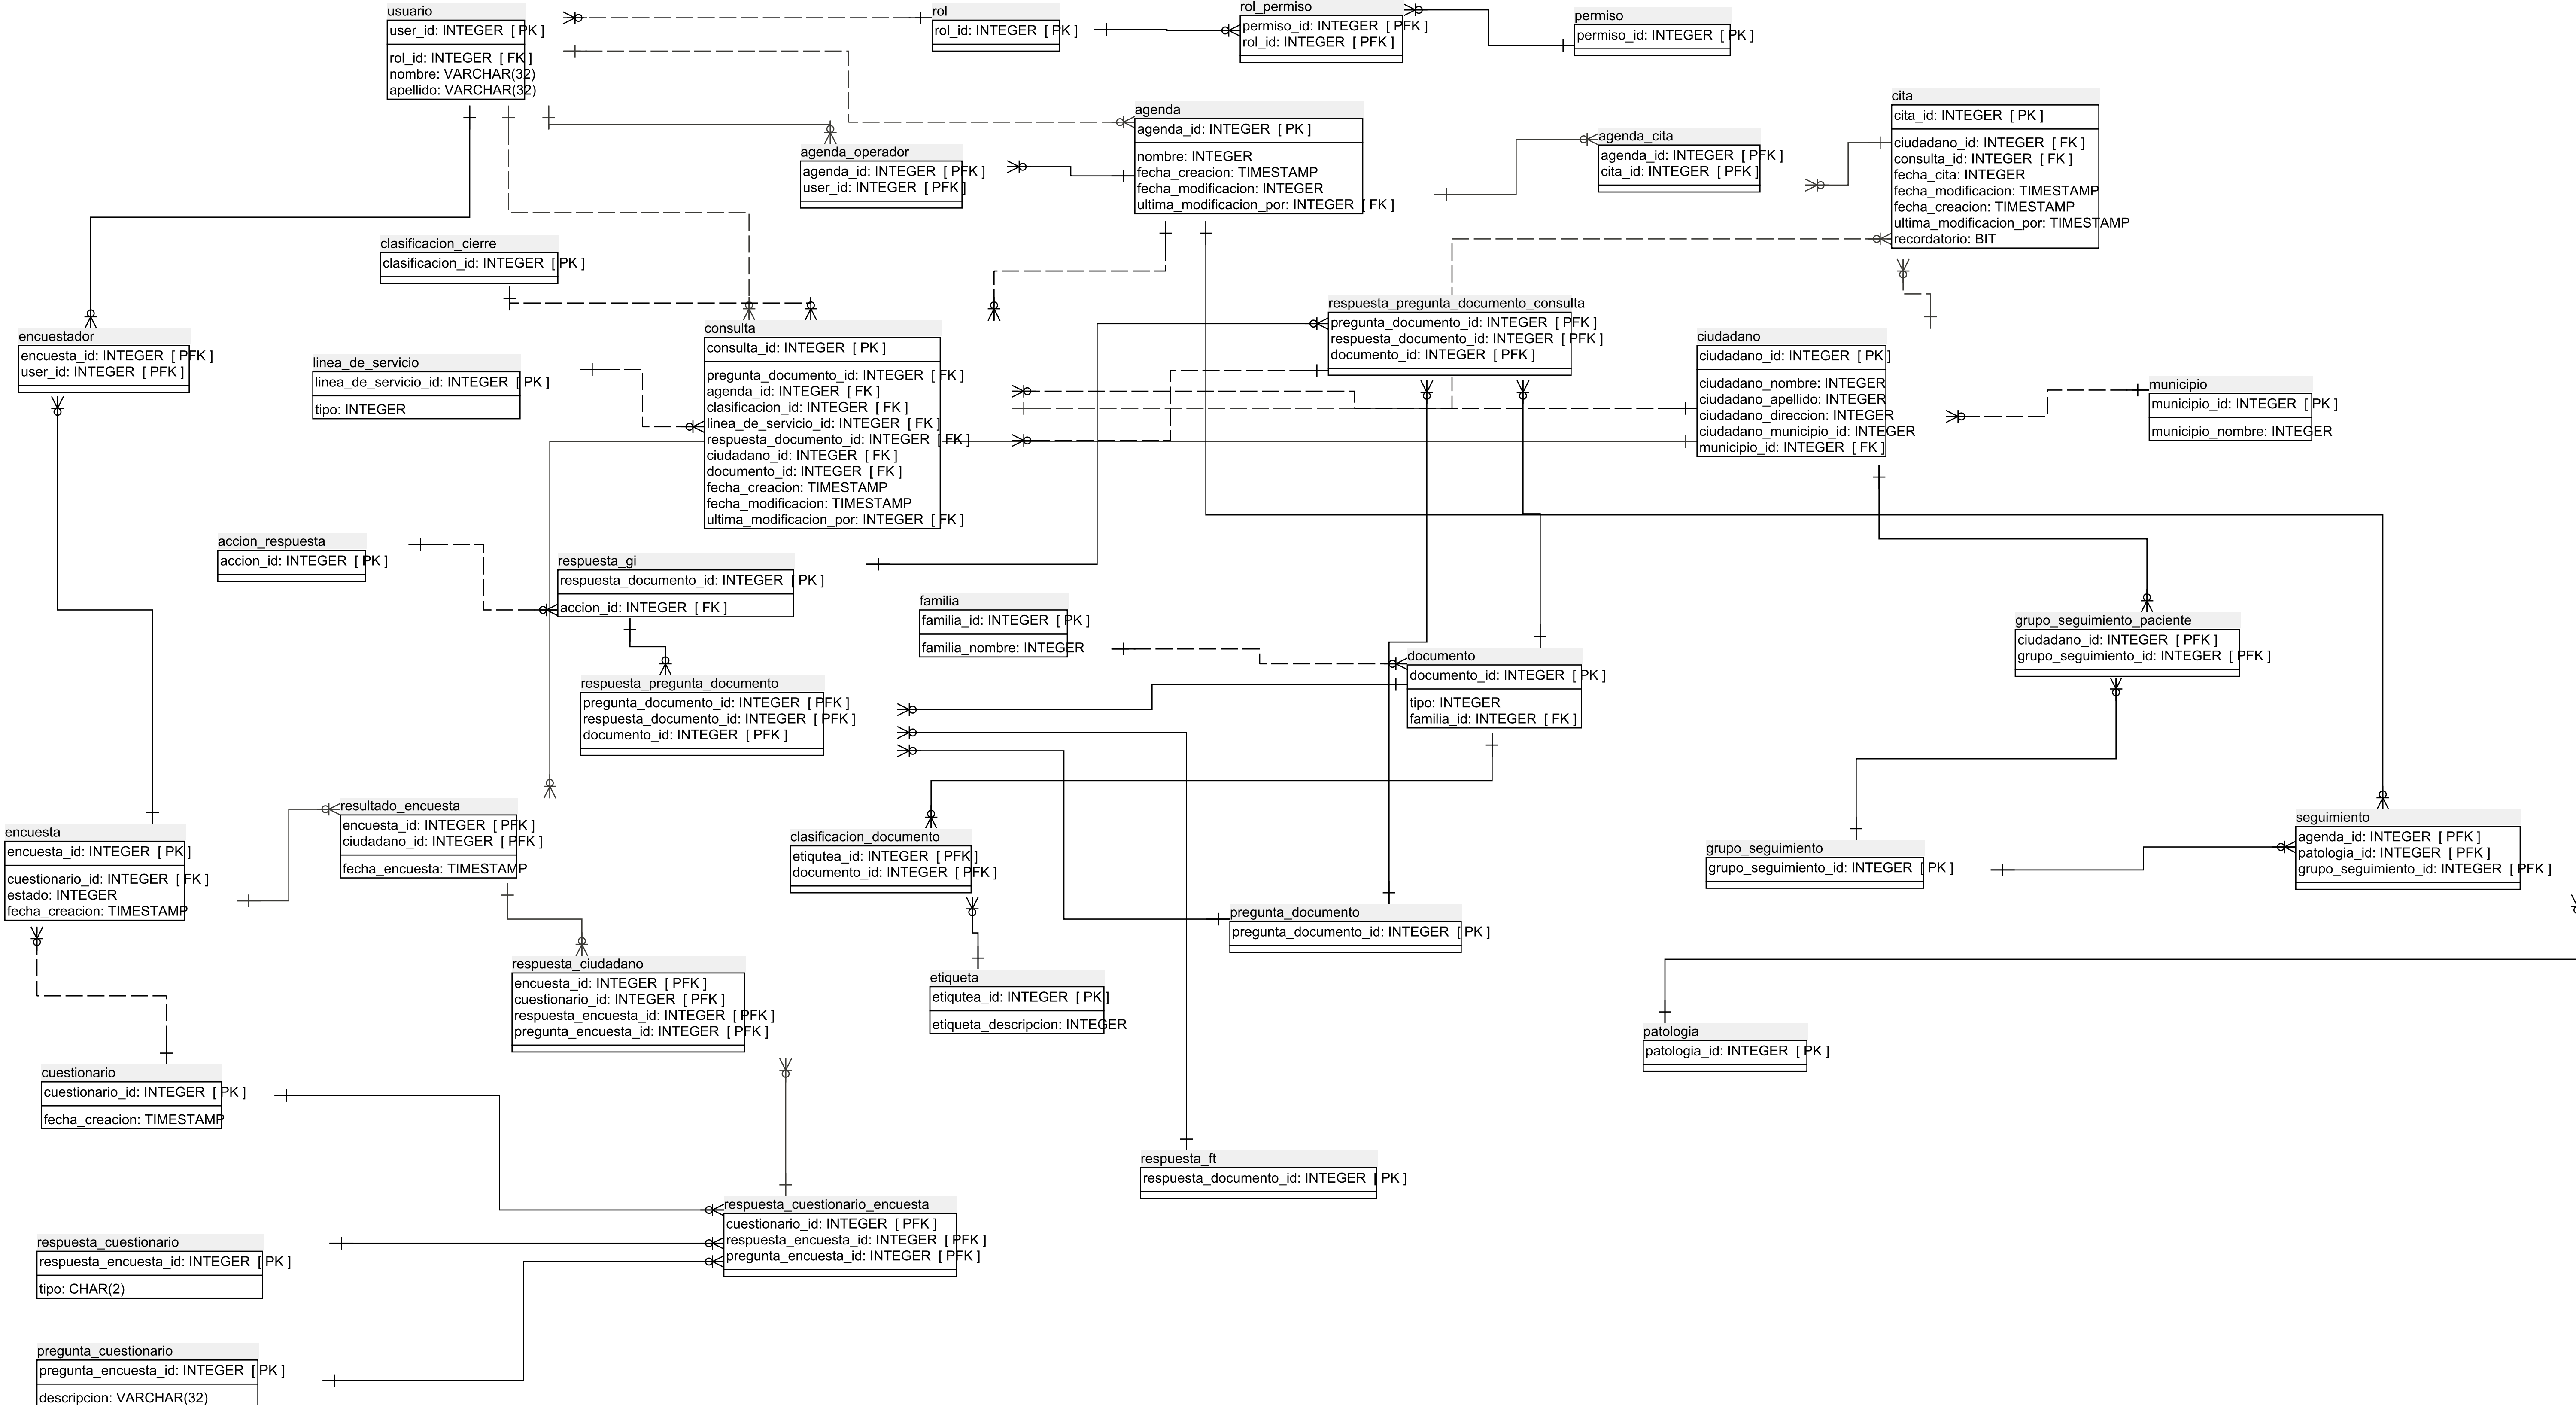 usuario
user_id: INTEGER [ PK ]
rol_id: INTEGER [ FK ]
nombre: VARCHAR(32)
apellido: VARCHAR(32)
rol
rol_id: INTEGER [ PK ]
rol_permiso
permiso_id: INTEGER [ PFK ]
rol_id: INTEGER [ PFK ]
permiso
permiso_id: INTEGER [ PK ]
agenda
agenda_id: INTEGER [ PK ]
nombre: INTEGER
fecha_creacion: TIMESTAMP
fecha_modificacion: INTEGER
ultima_modificacion_por: INTEGER [ FK ]
agenda_operador
agenda_id: INTEGER [ PFK ]
user_id: INTEGER [ PFK ]
agenda_cita
agenda_id: INTEGER [ PFK ]
cita_id: INTEGER [ PFK ]
cita
cita_id: INTEGER [ PK ]
ciudadano_id: INTEGER [ FK ]
consulta_id: INTEGER [ FK ]
fecha_cita: INTEGER
fecha_modificacion: TIMESTAMP
fecha_creacion: TIMESTAMP
ultima_modificacion_por: TIMESTAMP
recordatorio: BIT
clasificacion_cierre
clasificacion_id: INTEGER [ PK ]
encuestador
encuesta_id: INTEGER [ PFK ]
user_id: INTEGER [ PFK ]
linea_de_servicio
linea_de_servicio_id: INTEGER [ PK ]
tipo: INTEGER
consulta
consulta_id: INTEGER [ PK ]
pregunta_documento_id: INTEGER [ FK ]
agenda_id: INTEGER [ FK ]
clasificacion_id: INTEGER [ FK ]
linea_de_servicio_id: INTEGER [ FK ]
respuesta_documento_id: INTEGER [ FK ]
ciudadano_id: INTEGER [ FK ]
documento_id: INTEGER [ FK ]
fecha_creacion: TIMESTAMP
fecha_modificacion: TIMESTAMP
ultima_modificacion_por: INTEGER [ FK ]
respuesta_pregunta_documento_consulta
pregunta_documento_id: INTEGER [ PFK ]
respuesta_documento_id: INTEGER [ PFK ]
documento_id: INTEGER [ PFK ]
ciudadano
ciudadano_id: INTEGER [ PK ]
ciudadano_nombre: INTEGER
ciudadano_apellido: INTEGER
ciudadano_direccion: INTEGER
ciudadano_municipio_id: INTEGER
municipio_id: INTEGER [ FK ]
municipio
municipio_id: INTEGER [ PK ]
municipio_nombre: INTEGER
accion_respuesta
accion_id: INTEGER [ PK ]
respuesta_gi
respuesta_documento_id: INTEGER [ PK ]
accion_id: INTEGER [ FK ]
familia
familia_id: INTEGER [ PK ]
familia_nombre: INTEGER
documento
documento_id: INTEGER [ PK ]
tipo: INTEGER
familia_id: INTEGER [ FK ]
grupo_seguimiento_paciente
ciudadano_id: INTEGER [ PFK ]
grupo_seguimiento_id: INTEGER [ PFK ]
respuesta_pregunta_documento
pregunta_documento_id: INTEGER [ PFK ]
respuesta_documento_id: INTEGER [ PFK ]
documento_id: INTEGER [ PFK ]
encuesta
encuesta_id: INTEGER [ PK ]
cuestionario_id: INTEGER [ FK ]
estado: INTEGER
fecha_creacion: TIMESTAMP
resultado_encuesta
encuesta_id: INTEGER [ PFK ]
ciudadano_id: INTEGER [ PFK ]
fecha_encuesta: TIMESTAMP
clasificacion_documento
etiqutea_id: INTEGER [ PFK ]
documento_id: INTEGER [ PFK ]
grupo_seguimiento
grupo_seguimiento_id: INTEGER [ PK ]
seguimiento
agenda_id: INTEGER [ PFK ]
patologia_id: INTEGER [ PFK ]
grupo_seguimiento_id: INTEGER [ PFK ]
pregunta_documento
pregunta_documento_id: INTEGER [ PK ]
respuesta_ciudadano
encuesta_id: INTEGER [ PFK ]
cuestionario_id: INTEGER [ PFK ]
respuesta_encuesta_id: INTEGER [ PFK ]
pregunta_encuesta_id: INTEGER [ PFK ]
etiqueta
etiqutea_id: INTEGER [ PK ]
etiqueta_descripcion: INTEGER
patologia
patologia_id: INTEGER [ PK ]
cuestionario
cuestionario_id: INTEGER [ PK ]
fecha_creacion: TIMESTAMP
respuesta_ft
respuesta_documento_id: INTEGER [ PK ]
respuesta_cuestionario_encuesta
cuestionario_id: INTEGER [ PFK ]
respuesta_encuesta_id: INTEGER [ PFK ]
pregunta_encuesta_id: INTEGER [ PFK ]
respuesta_cuestionario
respuesta_encuesta_id: INTEGER [ PK ]
tipo: CHAR(2)
pregunta_cuestionario
pregunta_encuesta_id: INTEGER [ PK ]
descripcion: VARCHAR(32)